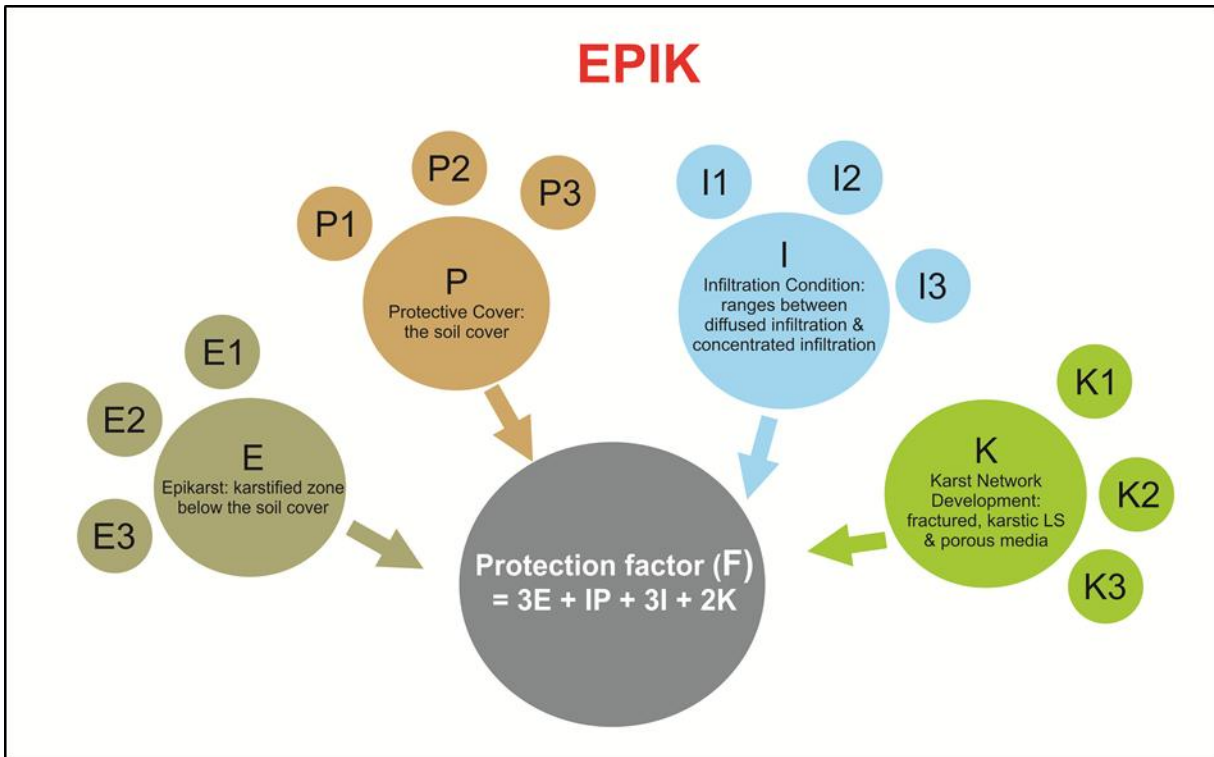 EPIK
P1
P2
P3
P
Protective Cover:
the soil cover
I1
I2
I3
I
Infiltration Condition:
ranges between
diffused infiltration &
concentrated infiltration
E1
E2
E3
E
Epikarst: karstified zone
below the soil cover
K1
K2
K3
K
Karst Network
Development:
fractured, karstic LS
& porous media
Protection factor (F)
= 3E + IP + 3I + 2K